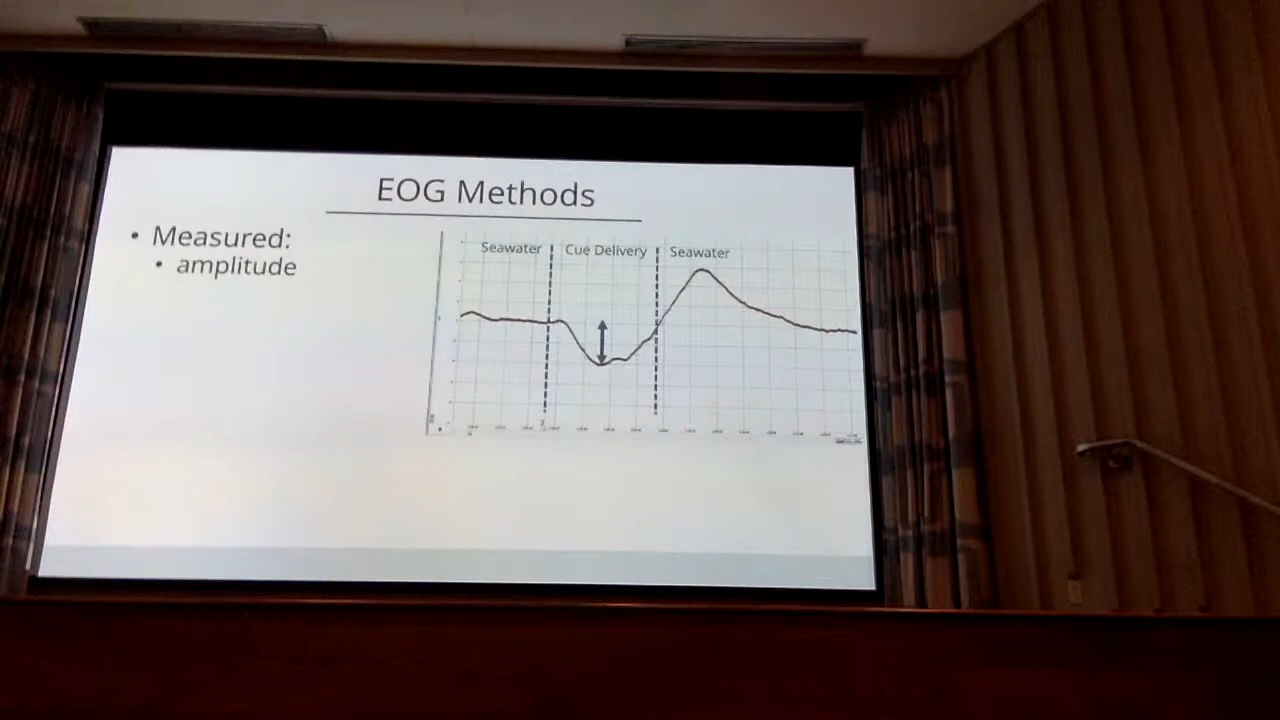 EOG Methods
• Measured:
• amplitude
Seawater
Cue Delivery
Seawater